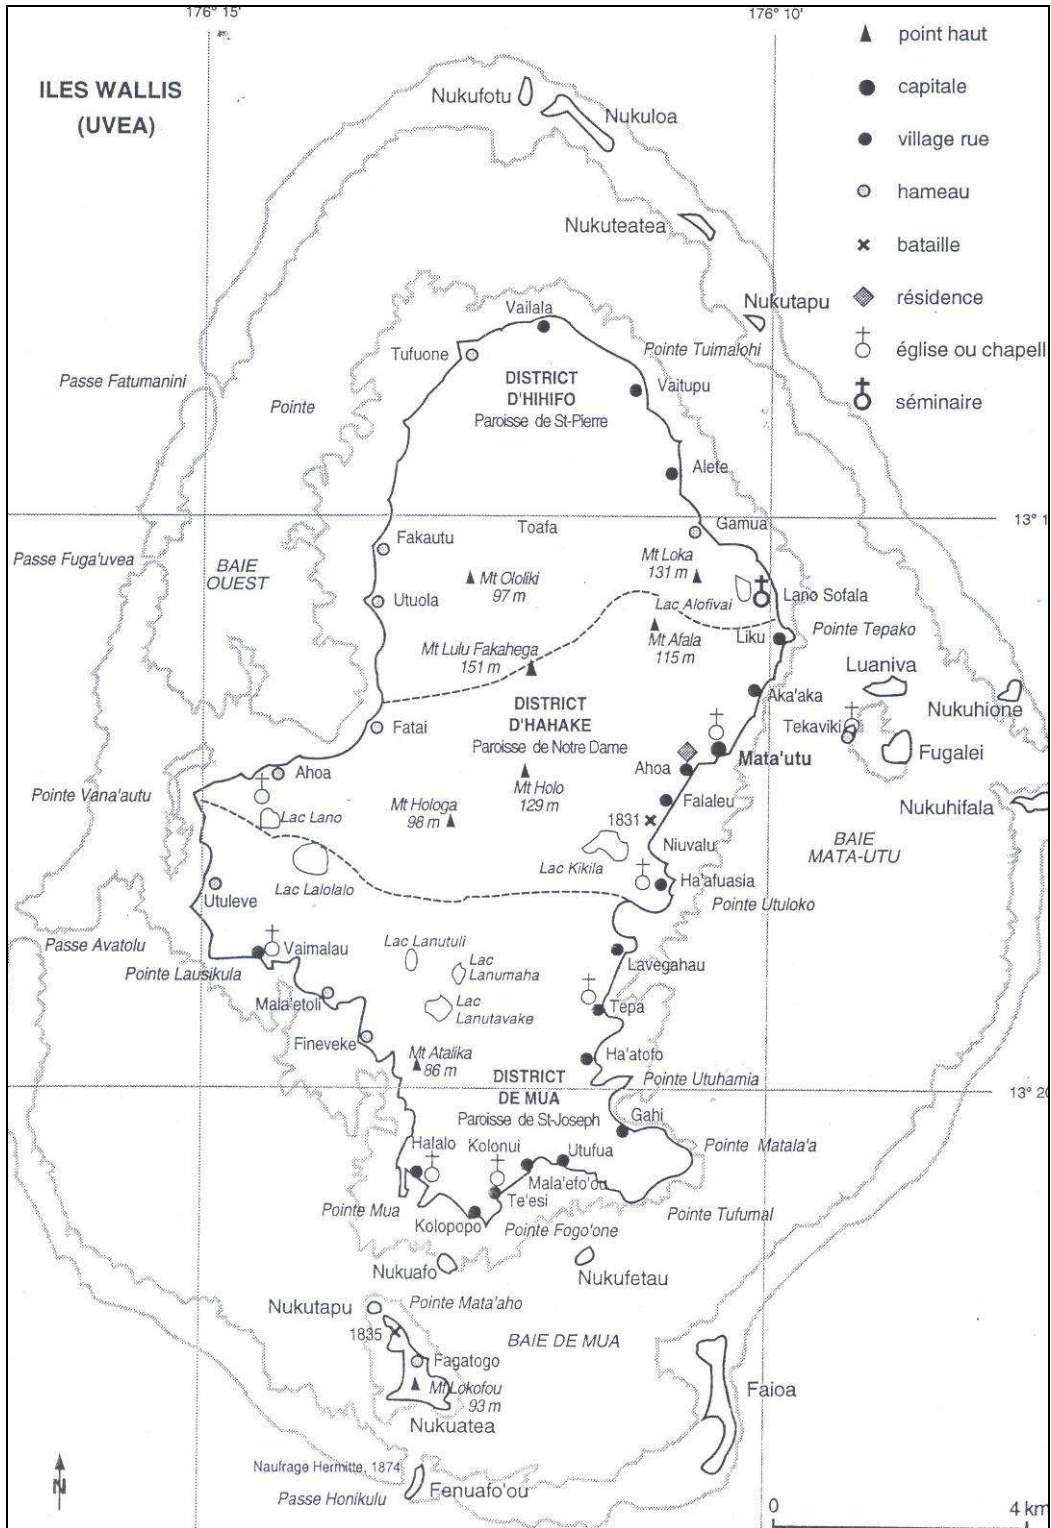 176° 15'
176° 10'
ILES WALLIS
(UVEA)
point haut
capitale
village rue
hameau
bataille
résidence
église ou chapell
séminaire
Nukufotu
Nukuloa
Nukuteatea
Nukutapu
Vailala
Tufuone
Pointe Tuimalohi
Passe Fatumanini
Pointe
DISTRICT
D'HIHIFO
Paroisse de St-Pierre
Vaitupu
Alete
Toafa
Gamua
13° 1
Passe Fuga'uvea
BAIE
OUEST
Fakautu
Mt Ololiki
97 m
Mt Loka
131 m
Utuola
Lac Alofivai
Lano Sofala
Mt Lulu Fakahega
151 m
Mt Afala
115 m
Liku
Pointe Tepako
Luaniva
Nukuhione
Aka'aka
Tekaviki
Fugalei
Fatai
DISTRICT
D'HAHAKE
Paroisse de Notre Dame
Mata'utu
Ahoa
Ahoa
Mt Holo
129 m
Pointe Vana'autu
Lac Lano
Mt Hologa
98 m
Falaleu
1831
Nukuhifala
Niuvalu
BAIE
MATA-UTU
Lac Lalolalo
Lac Kikila
Ha'afuasia
Utuleve
Pointe Utuloko
Passe Avatolu
Vaimalau
Lac Lanutuli
Lac
Lanumaha
Lavegahau
Pointe Lausikula
Mala'etoli
Lac
Lanutavake
Tepa
Fineveke
Mt Atalika
86 m
Ha'atofo
DISTRICT
DE MUA
Paroisse de St-Joseph
Pointe Utuhamia
13° 20
Gahi
Halalo
Kolonui
Utufua
Pointe Matala'a
Mala'efo'ou
Te'esi
Pointe Mua
Kolopopo
Pointe Fogo'one
Pointe Tufumal
Nukuafo
Nukufetau
Nukutapu
Pointe Mata'aho
1835
BAIE DE MUA
Fagatogo
Mt Lokofou
93 m
Nukuatea
Faioa
Naufrage Hermitte, 1874
Passe Honikulu
Fenuafo'ou
N
0
4 km